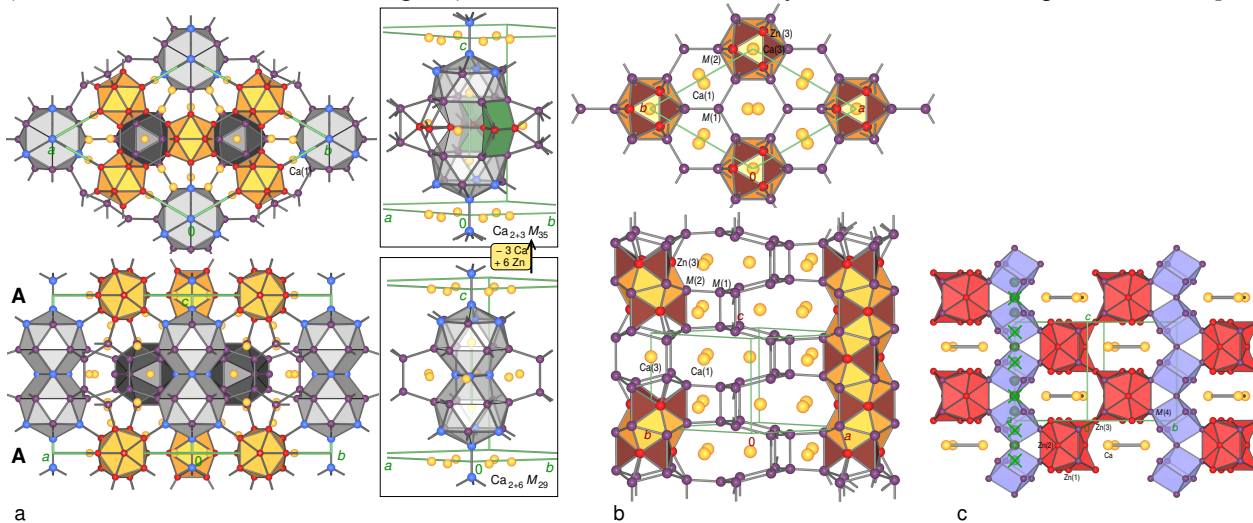 a
b
Ca(1)
0
A
c
A
0
a
b
c
a
0
b
Ca2+3 M35
− 3 Ca
+ 6 Zn
c
a
0
b
Ca2+6 M29
a
Zn(3)
Ca(3)
M(2)
Ca(1)
b
a
M(1)
0
Zn(3)
M(2)
M(1)
c
Ca(3)
Ca(1)
b
0
a
b
c
M(4)
a
b
Zn(3)
Zn(2)
Ca
Zn(1)
c